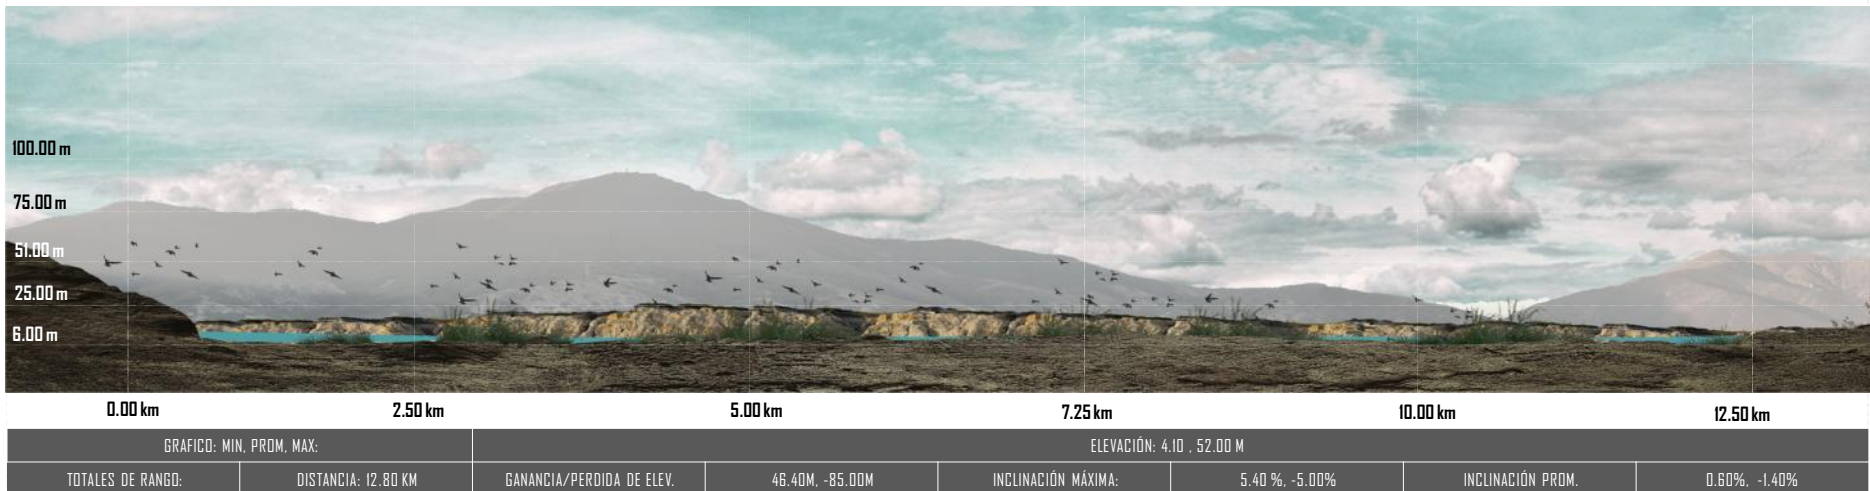 100.00 m
75.00 m
51.00 m
25.00 m
6.00 m
0.00 km 2.50 km 5.00 km 7.25 km 10.00 km 12.50 km
GRAFICO: MIN, PROM, MAX: ELEVACIÓN: 4.10 , 52.00 M
TOTALES DE RANGO: DISTANCIA: 12.80 KM GANANCIA/PERDIDA DE ELEV. 46.40M, -85.00M INCLINACIÓN MÁXIMA: 5.40 %, -5.00% INCLINACIÓN PROM. 0.60%, -1.40%